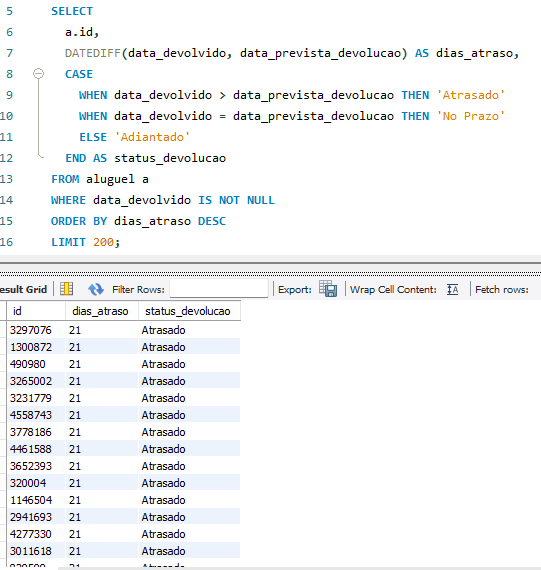 5 SELECT
6 a.id,
7 DATEDIFF(data_devolvido, data_prevista_devolucao) AS dias_atraso,
8 CASE
9 WHEN data_devolvido > data_prevista_devolucao THEN 'Atrasado'
10 WHEN data_devolvido = data_prevista_devolucao THEN 'No Prazo'
11 ELSE 'Adiantado'
12 END AS status_devolucao
13 FROM aluguel a
14 WHERE data_devolvido IS NOT NULL
15 ORDER BY dias_atraso DESC
16 LIMIT 200;
esult Grid Filter Rows: Export: Wrap Cell Content: IA Fetch rows:
id dias_atraso status_devolucao
3297076 21 Atrasado
1300872 21 Atrasado
490980 21 Atrasado
3265002 21 Atrasado
3231779 21 Atrasado
4558743 21 Atrasado
3778186 21 Atrasado
4461588 21 Atrasado
3652393 21 Atrasado
320004 21 Atrasado
1146504 21 Atrasado
2941693 21 Atrasado
4277330 21 Atrasado
3011618 21 Atrasado
21 Atrasado